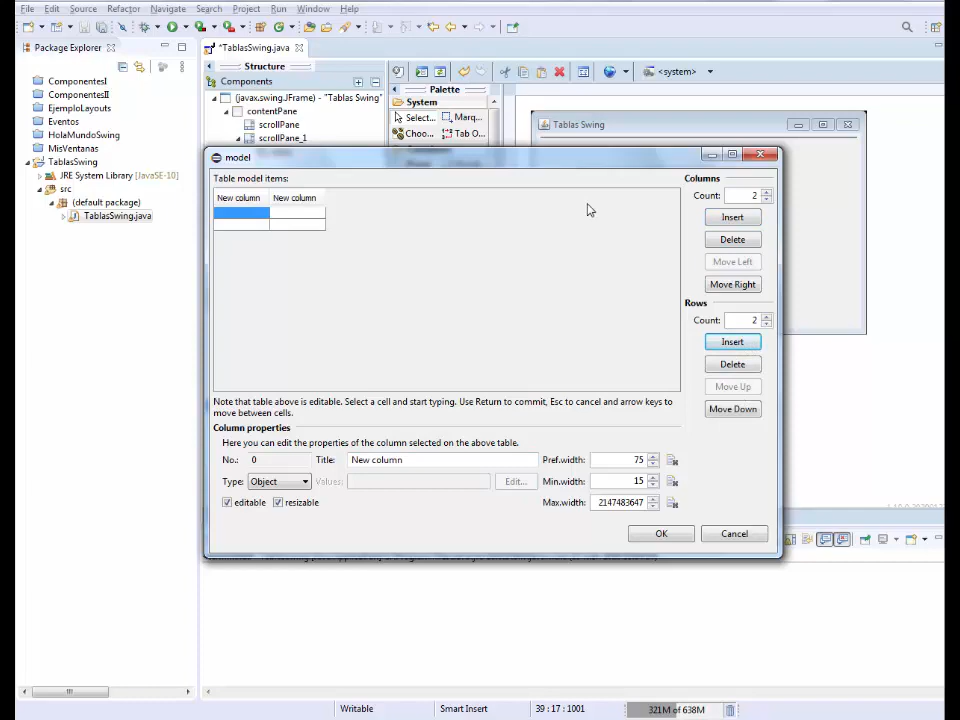 File Edit Source Refactor Navigate Search Project Run Window Help
Package Explorer
*TablasSwing.java
Structure
Components
(javax.swing.JFrame) - "Tablas Swing"
contentPane
scrollPane
scrollPane_1
Palette
System
Select...
Marq...
Choo...
Tab O...
<system>
Tablas Swing
ComponentesI
ComponentesII
EjemploLayouts
Eventos
HolaMundoSwing
MisVentanas
TablasSwing
JRE System Library [JavaSE-10]
src
(default package)
TablasSwing.java
model
Table model items:
New column New column
Columns
Count: 2
Insert
Delete
Move Left
Move Right
Rows
Count: 2
Insert
Delete
Move Up
Move Down
Note that table above is editable. Select a cell and start typing. Use Return to commit, Esc to cancel and arrow keys to
move between cells.
Column properties
Here you can edit the properties of the column selected on the above table.
No.: 0 Title: New column Pref.width: 75
Type: Object Values: Edit... Min.width: 15
editable resizable Max.width: 2147483647
OK Cancel
Writable Smart Insert 39 : 17 : 1001 321M of 638M